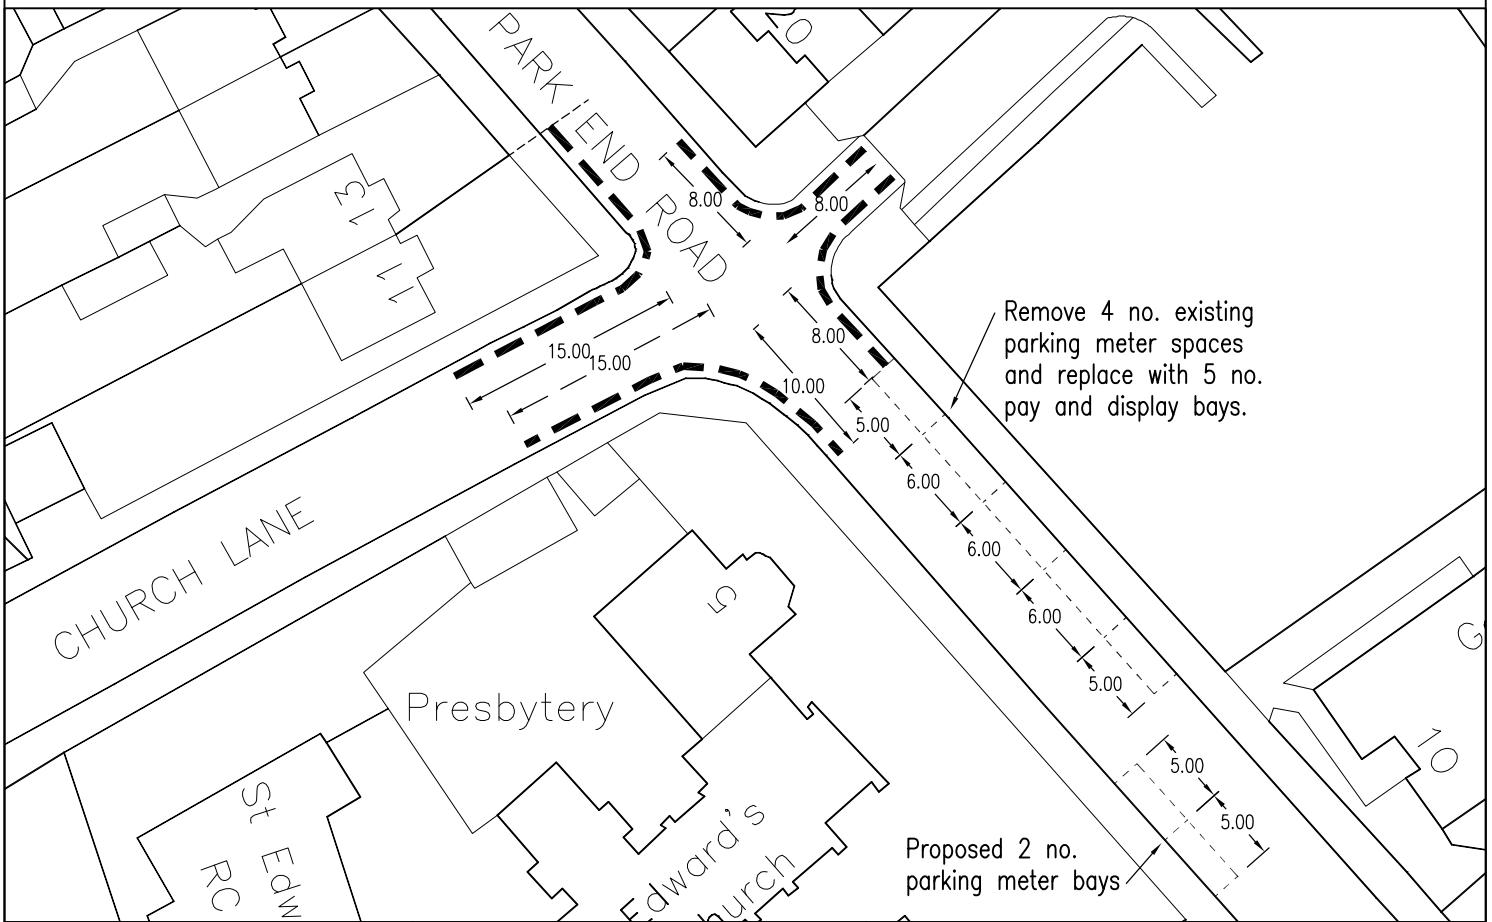 PARK END ROAD
20
13
11
8.00
8.00
15.00
15.00
8.00
10.00
Remove 4 no. existing
parking meter spaces
and replace with 5 no.
pay and display bays.
5.00
6.00
6.00
6.00
5.00
5.00
5.00
CHURCH LANE
5
Presbytery
10
St Edw
RC
Edward's
hurch
Proposed 2 no.
parking meter bays